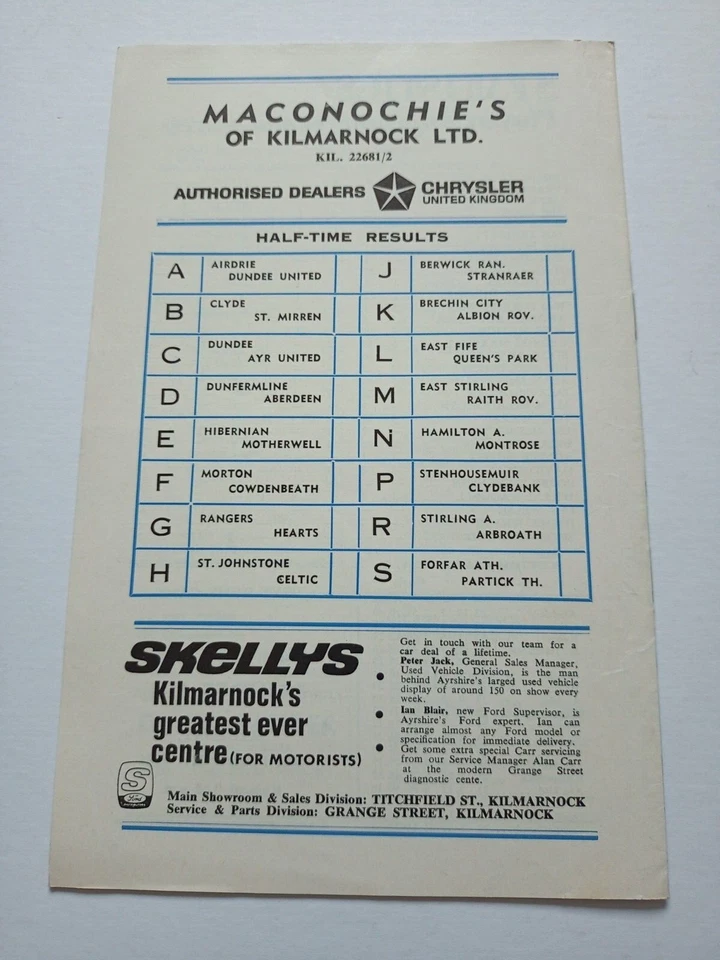 MACONOCHIE'S
OF KILMARNOCK LTD.
KIL. 22681/2
AUTHORISED DEALERS CHRYSLER
UNITED KINGDOM
HALF-TIME RESULTS
A AIRDRIE
DUNDEE UNITED
B CLYDE
ST. MIRREN
C DUNDEE
AYR UNITED
D DUNFERMLINE
ABERDEEN
E HIBERNIAN
MOTHERWELL
F MORTON
COWDENBEATH
G RANGERS
HEARTS
H ST. JOHNSTONE
CELTIC
J BERWICK RAN.
STRANRAER
K BRECHIN CITY
ALBION ROV.
L EAST FIFE
QUEEN'S PARK
M EAST STIRLING
RAITH ROV.
N HAMILTON A.
MONTROSE
P STENHOUSEMUIR
CLYDEBANK
R STIRLING A.
ARBROATH
S FORFAR ATH.
PARTICK TH.
SKELLYS
Kilmarnock's
greatest ever
centre (FOR MOTORISTS)
S
Ford
Get in touch with our team for a
car deal of a lifetime.
• Peter Jack, General Sales Manager,
Used Vehicle Division, is the man
behind Ayrshire's larged used vehicle
display of around 150 on show every
week.
• Ian Blair, new Ford Supervisor, is
Ayrshire's Ford expert. Ian can
arrange almost any Ford model or
specification for immediate delivery.
• Get some extra special Carr servicing
from our Service Manager Alan Carr
at the modern Grange Street
diagnostic cente.
Main Showroom & Sales Division: TITCHFIELD ST., KILMARNOCK
Service & Parts Division: GRANGE STREET, KILMARNOCK